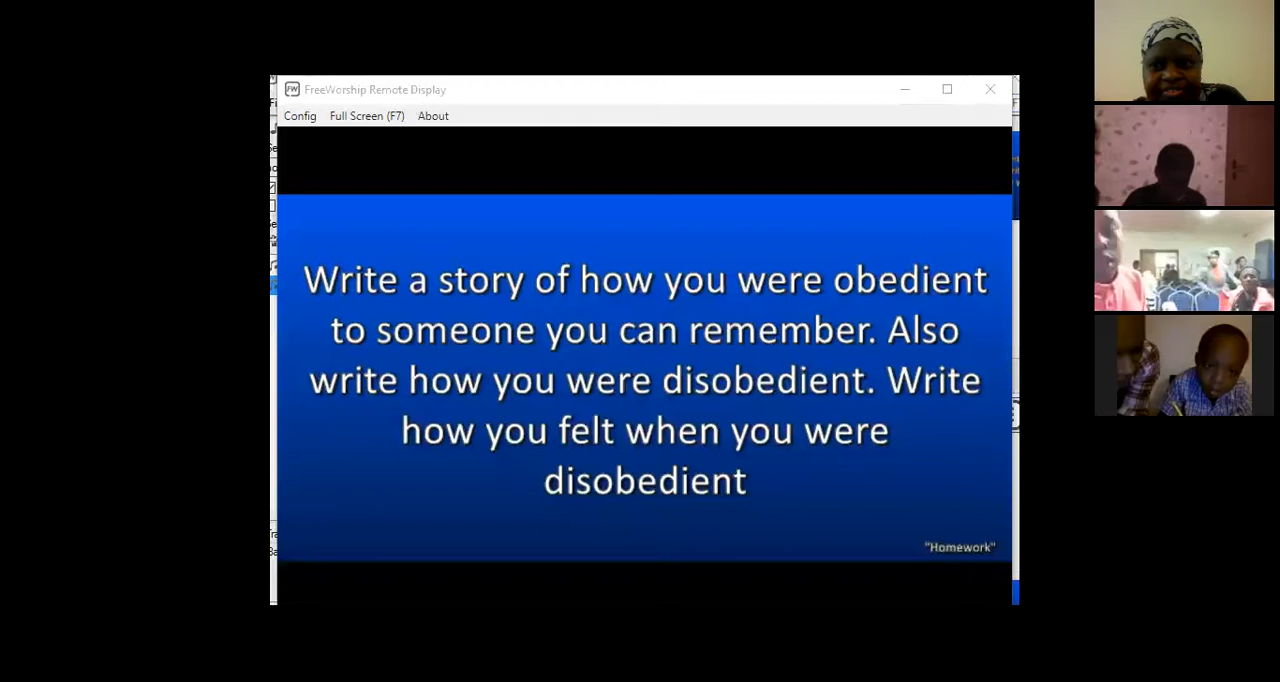 FreeWorship Remote Display
Config Full Screen (F7) About
Write a story of how you were obedient
to someone you can remember. Also
write how you were disobedient. Write
how you felt when you were
disobedient
"Homework"